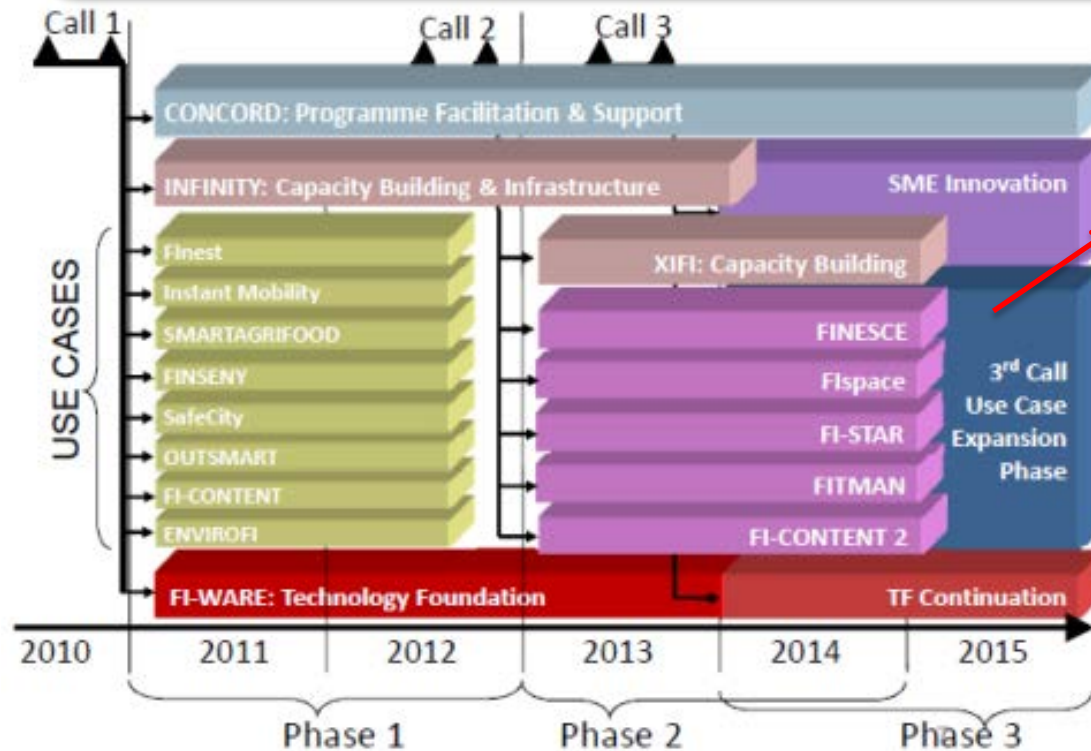 Call 1
Call 2
Call 3
CONCORD: Programme Facilitation & Support
INFINITY: Capacity Building & Infrastructure
SME Innovation
USE CASES
FInest
Instant Mobility
SMARTAGRIFOOD
FINSENY
SafeCity
OUTSMART
FI-CONTENT
ENVIROFI
XIFI: Capacity Building
FINESCE
FIspace
FI-STAR
FITMAN
FI-CONTENT 2
3rd Call
Use Case
Expansion
Phase
FI-WARE: Technology Foundation
TF Continuation
2010 2011 2012 2013 2014 2015
Phase 1 Phase 2 Phase 3